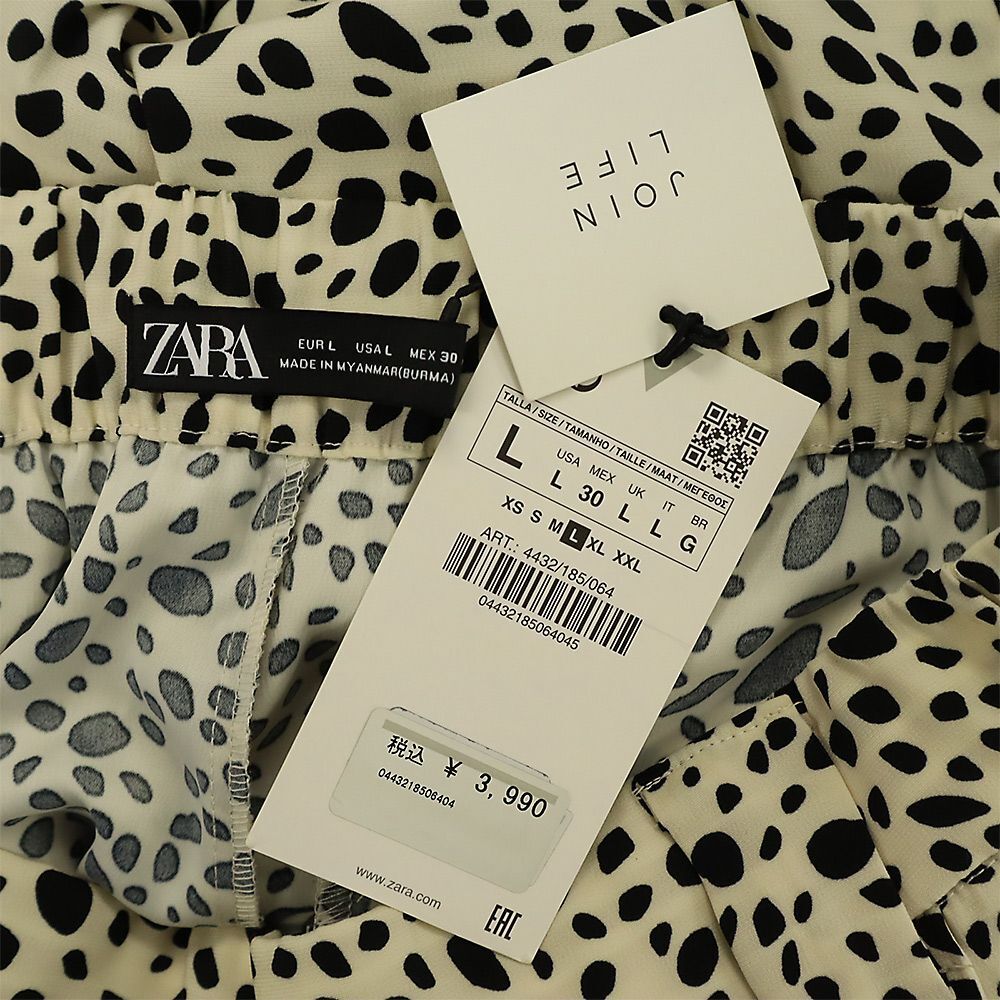 JOIN
LIFE
ZARA
EUR L USA L MEX 30
MADE IN MYANMAR(BURMA)
TALLA / SIZE / TAMANHO / TAILLE / MAAT / ΜΕΓΕΘΟΣ
L
USA MEX UK IT BR
L 30 L L G
XS S M L XL XXL
ART.: 4432/185/064
04432185064045
税込 ¥ 3,990
0443218506404
www.zara.com
EAC